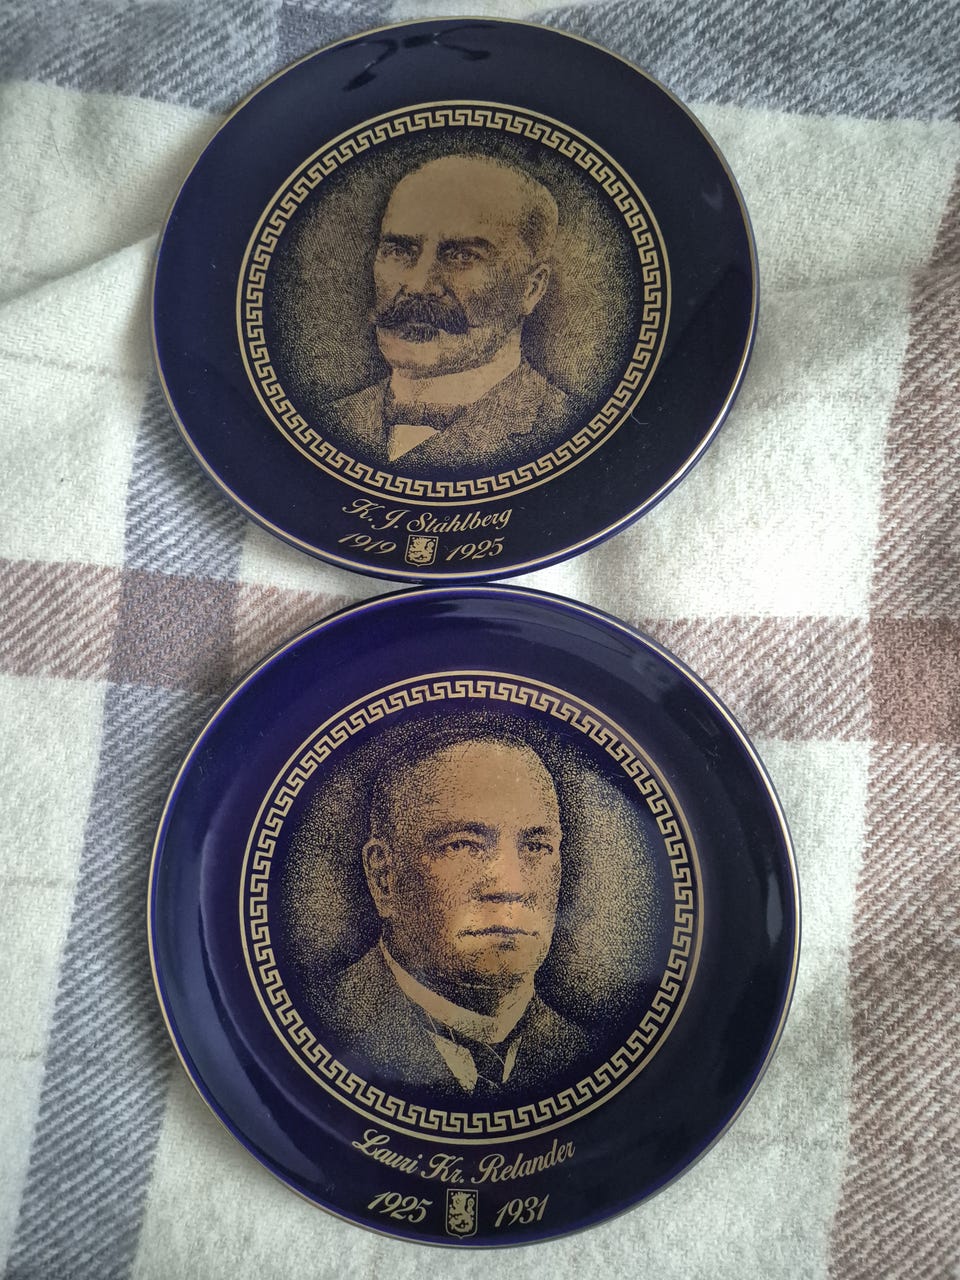 K. J. Ståhlberg
1919 1925
Lauri Kr. Relander
1925 1931